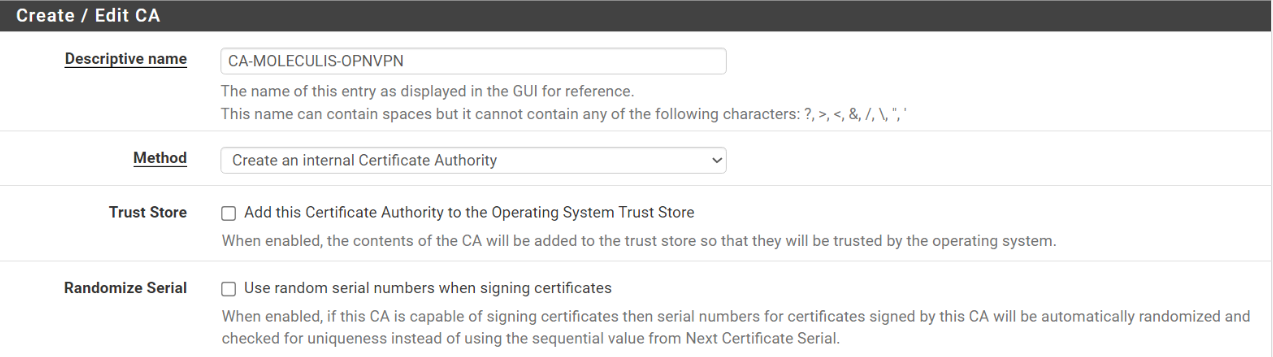 Create / Edit CA
Descriptive name
CA-MOLECULIS-OPNVPN
The name of this entry as displayed in the GUI for reference.
This name can contain spaces but it cannot contain any of the following characters: ?, >, <, &, /, \, ", '
Method
Create an internal Certificate Authority
Trust Store
Add this Certificate Authority to the Operating System Trust Store
When enabled, the contents of the CA will be added to the trust store so that they will be trusted by the operating system.
Randomize Serial
Use random serial numbers when signing certificates
When enabled, if this CA is capable of signing certificates then serial numbers for certificates signed by this CA will be automatically randomized and
checked for uniqueness instead of using the sequential value from Next Certificate Serial.